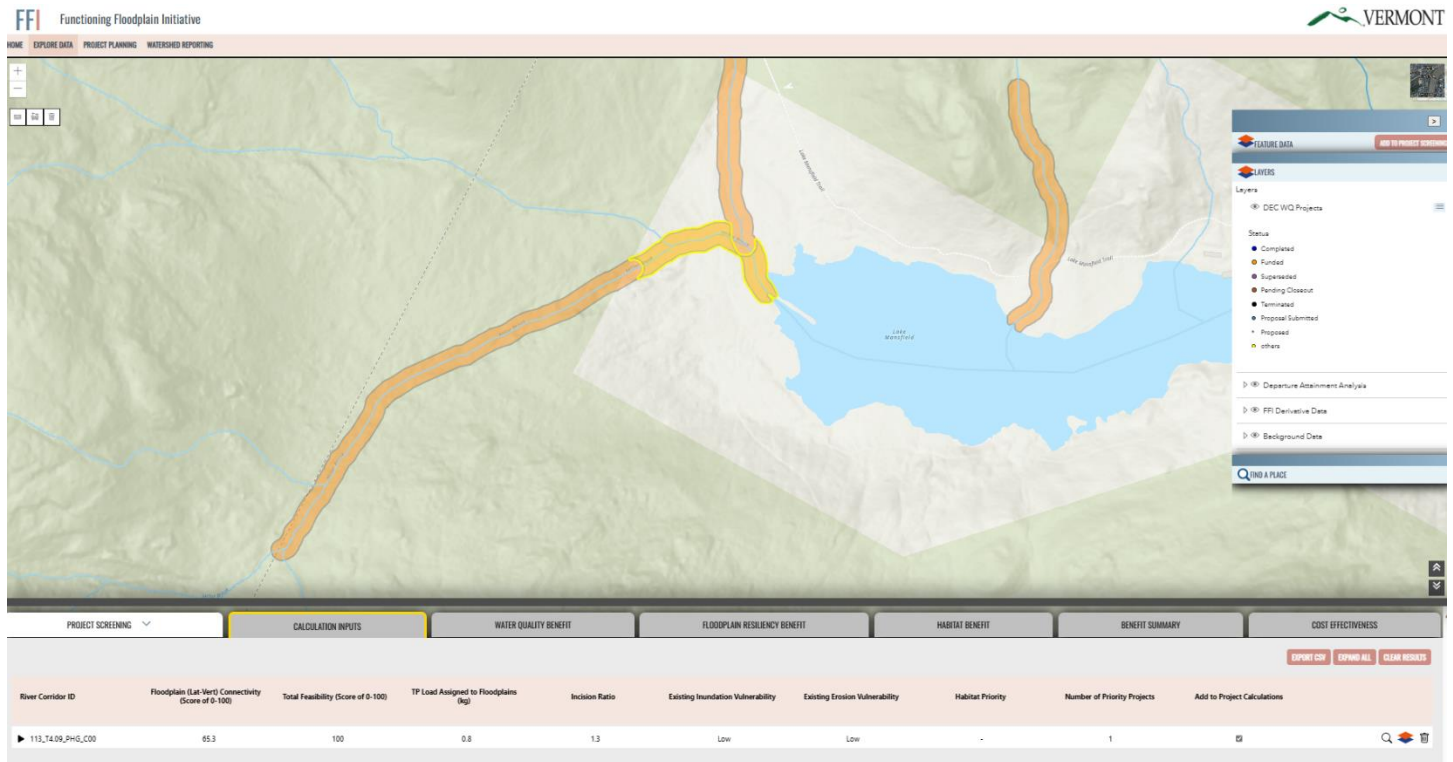 FFI Functioning Floodplain Initiative
VERMONT
HOME EXPLORE DATA PROJECT PLANNING WATERSHED REPORTING
+
−
Lake Mansfield Trail
Lake Mansfield Trail
Lake
Mansfield
>
FEATURE DATA
ADD TO PROJECT SCREENING
LAYERS
Layers
DEC WQ Projects
Status
Completed
Funded
Superseded
Pending Closeout
Terminated
Proposal Submitted
Proposed
others
Departure Attainment Analysis
FFI Derivative Data
Background Data
FIND A PLACE
PROJECT SCREENING
CALCULATION INPUTS
WATER QUALITY BENEFIT
FLOODPLAIN RESILIENCY BENEFIT
HABITAT BENEFIT
BENEFIT SUMMARY
COST EFFECTIVENESS
EXPORT CSV
EXPAND ALL
CLEAR RESULTS
River Corridor ID
Floodplain (Lat-Vert) Connectivity
(Score of 0-100)
Total Feasibility (Score of 0-100)
TP Load Assigned to Floodplains
(kg)
Incision Ratio
Existing Inundation Vulnerability
Existing Erosion Vulnerability
Habitat Priority
Number of Priority Projects
Add to Project Calculations
113_T4.09_PHG_C00 65.3 100 0.8 1.3 Low Low - 1